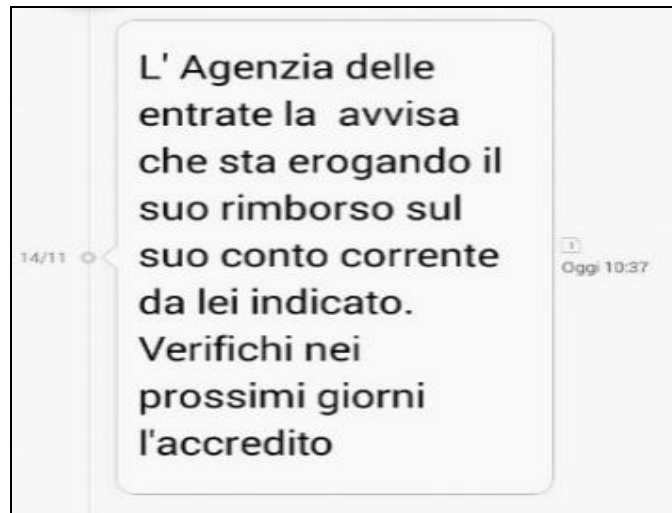 L' Agenzia delle
entrate la  avvisa
che sta erogando il
suo rimborso sul
suo conto corrente
da lei indicato.
Verifichi nei
prossimi giorni
l'accredito
14/11
1
Oggi 10:37